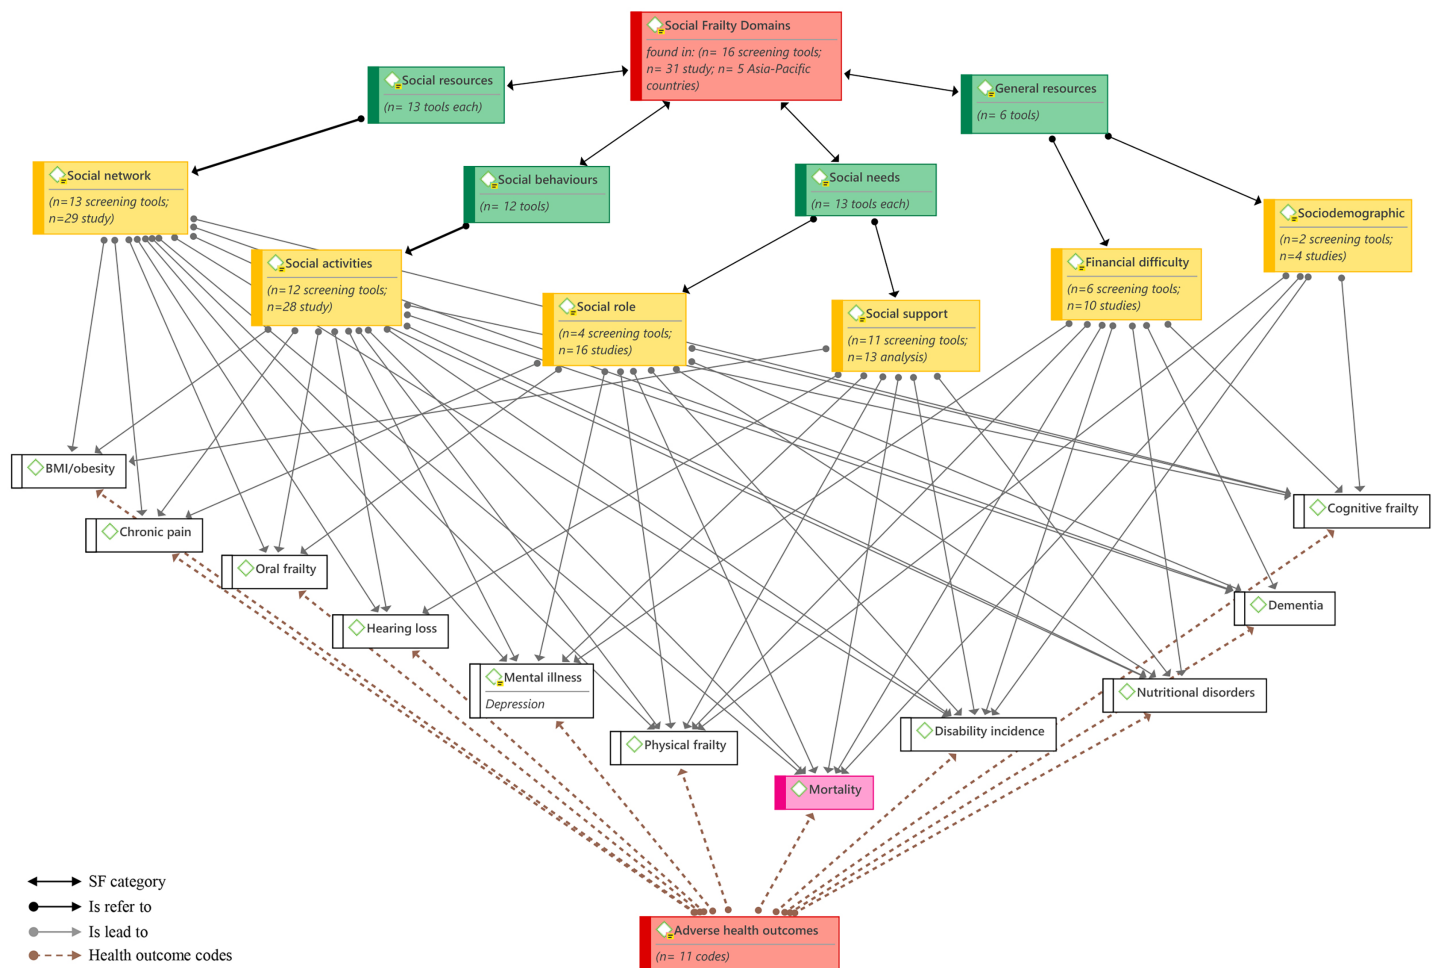 Social Frailty Domains
found in: (n= 16 screening tools;
n= 31 study; n= 5 Asia-Pacific
countries)
Social resources
(n= 13 tools each)
General resources
(n= 6 tools)
Social network
(n=13 screening tools;
n=29 study)
Social behaviours
(n= 12 tools)
Social needs
(n= 13 tools each)
Sociodemographic
(n=2 screening tools;
n=4 studies)
Social activities
(n=12 screening tools;
n=28 study)
Financial difficulty
(n=6 screening tools;
n=10 studies)
Social role
(n=4 screening tools;
n=16 studies)
Social support
(n=11 screening tools;
n=13 analysis)
BMI/obesity
Cognitive frailty
Chronic pain
Oral frailty
Dementia
Hearing loss
Mental illness
Depression
Nutritional disorders
Physical frailty
Disability incidence
Mortality
SF category
Is refer to
Is lead to
Health outcome codes
Adverse health outcomes
(n= 11 codes)